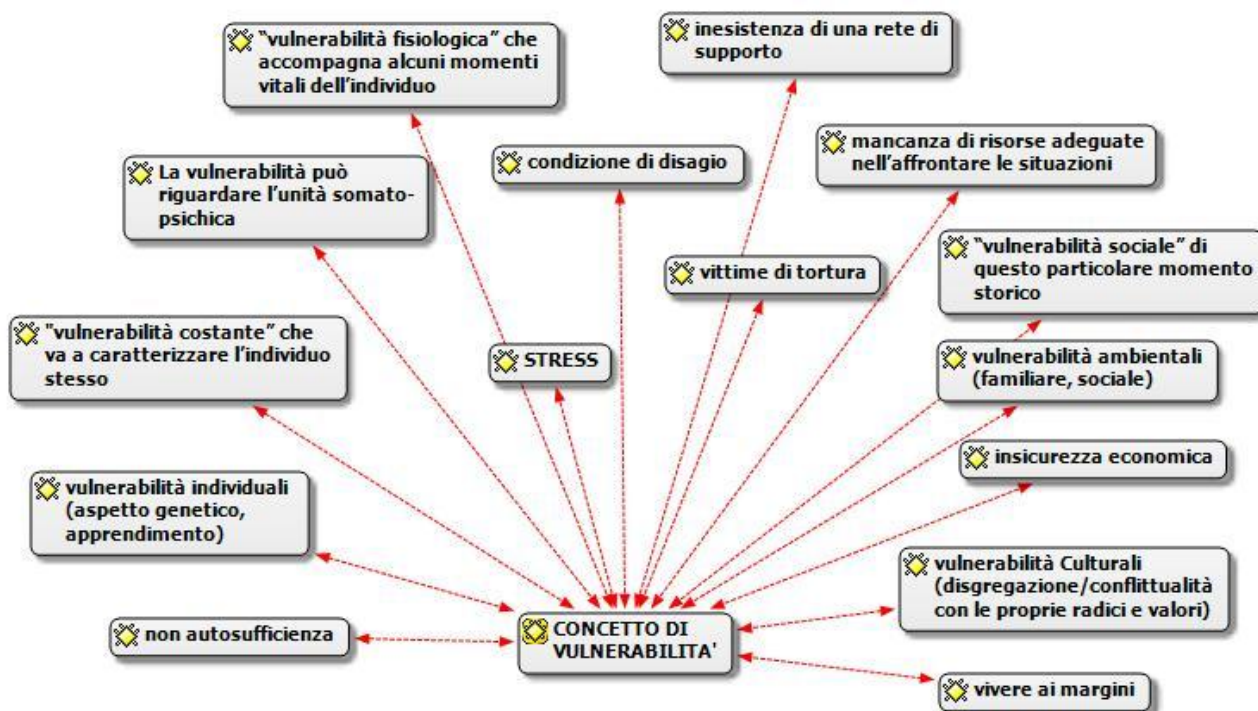 "vulnerabilità fisiologica" che
accompagna alcuni momenti
vitali dell'individuo
inesistenza di una rete di
supporto
condizione di disagio
mancanza di risorse adeguate
nell'affrontare le situazioni
La vulnerabilità può
riguardare l'unità somato-
psichica
vittime di tortura
"vulnerabilità sociale" di
questo particolare momento
storico
"vulnerabilità costante" che
va a caratterizzare l'individuo
stesso
STRESS
vulnerabilità ambientali
(familiare, sociale)
insicurezza economica
vulnerabilità individuali
(aspetto genetico,
apprendimento)
vulnerabilità Culturali
(disgregazione/conflittualità
con le proprie radici e valori)
non autosufficienza
CONCETTO DI
VULNERABILITA'
vivere ai margini